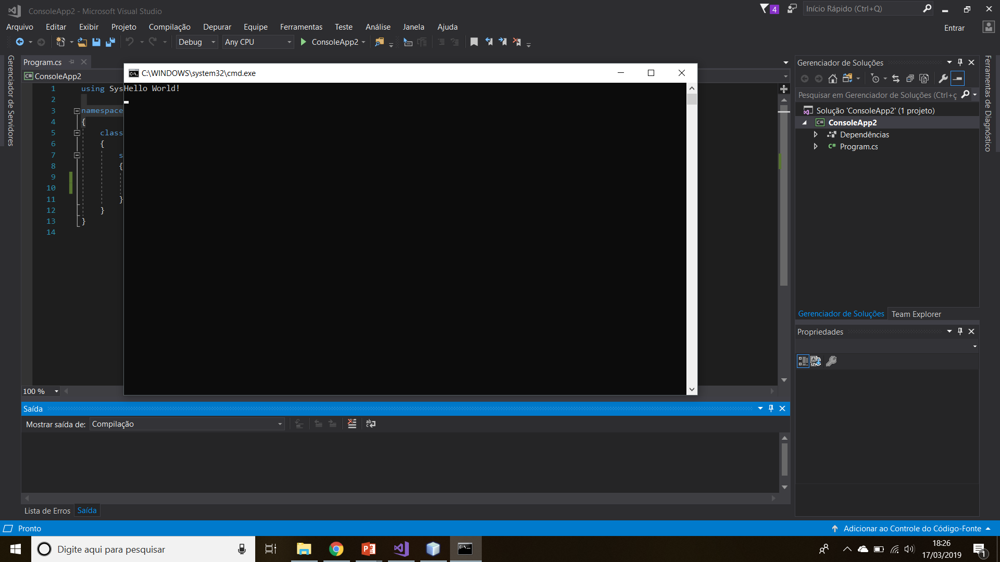 ConsoleApp2 - Microsoft Visual Studio
4
Início Rápido (Ctrl+Q)
Arquivo Editar Exibir Projeto Compilação Depurar Equipe Ferramentas Teste Análise Janela Ajuda
Entrar
Debug Any CPU ConsoleApp2
Gerenciador de Servidores
Program.cs
C# ConsoleApp2
C:\WINDOWS\system32\cmd.exe
Hello World!
1 using Sys
2
3 namespace
4 {
5 class
6 {
7 s
8 {
9
10
11 }
12 }
13 }
14
100 %
Saída
Mostrar saída de: Compilação
Lista de Erros Saída
Gerenciador de Soluções
Pesquisar em Gerenciador de Soluções (Ctrl+ç
Solução 'ConsoleApp2' (1 projeto)
C# ConsoleApp2
Dependências
C# Program.cs
Gerenciador de Soluções Team Explorer
Propriedades
Ferramentas de Diagnóstico
Pronto
Adicionar ao Controle do Código-Fonte
Digite aqui para pesquisar
18:26
17/03/2019
1